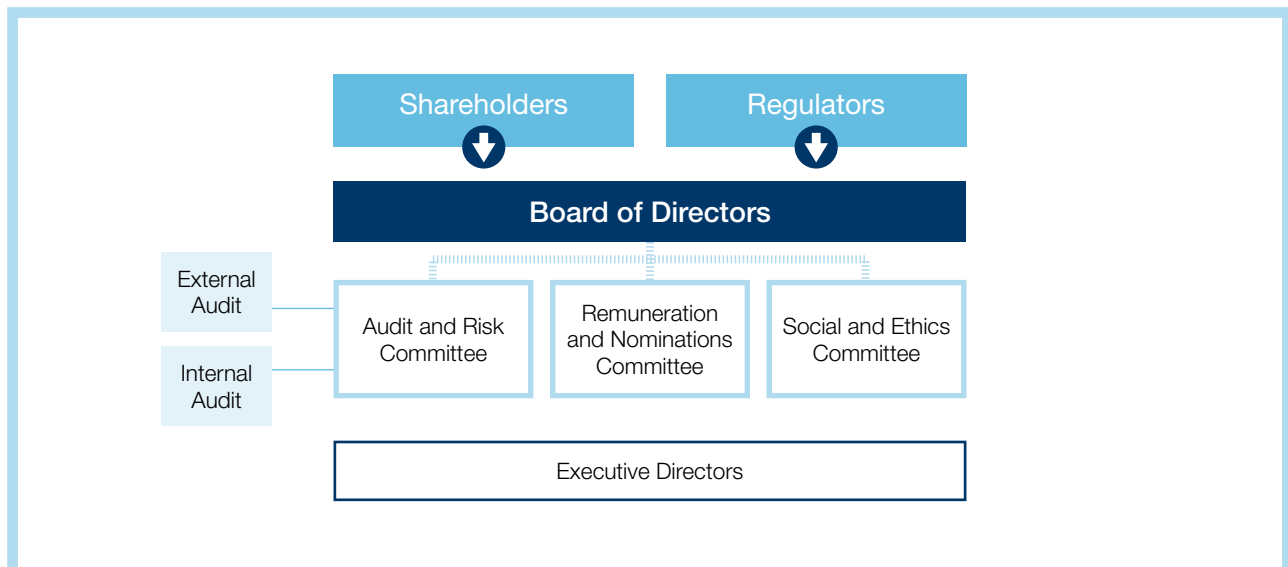 Shareholders
Regulators
Board of Directors
External
Audit
Internal
Audit
Audit and Risk
Committee
Remuneration
and Nominations
Committee
Social and Ethics
Committee
Executive Directors